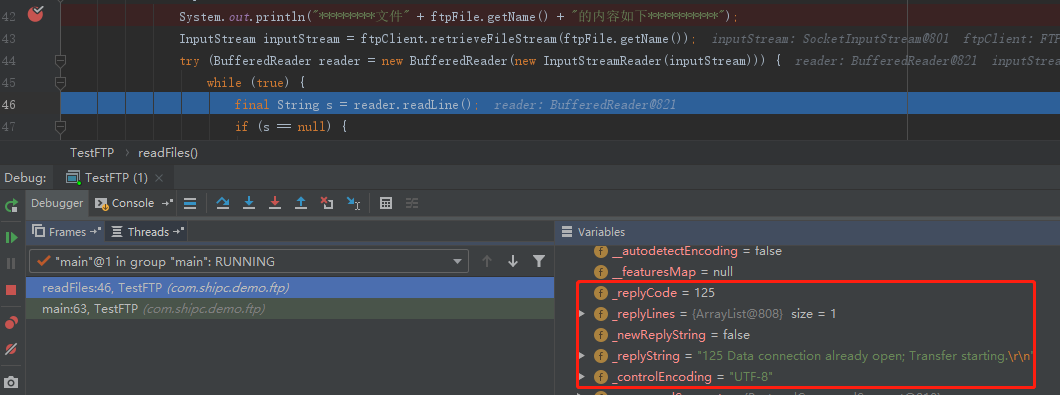 42 System.out.println("********文件" + ftpFile.getName() + "的内容如下**********");
43 InputStream inputStream = ftpClient.retrieveFileStream(ftpFile.getName()); inputStream: SocketInputStream@801 ftpClient: FTP
44 try (BufferedReader reader = new BufferedReader(new InputStreamReader(inputStream))) { reader: BufferedReader@821 inputStrea
45 while (true) {
46 final String s = reader.readLine(); reader: BufferedReader@821
47 if (s == null) {
TestFTP › readFiles()
Debug: TestFTP (1) ×
Debugger Console
Frames Threads Variables
"main"@1 in group "main": RUNNING
readFiles:46, TestFTP (com.shipc.demo.ftp)
main:63, TestFTP (com.shipc.demo.ftp)
f __autodetectEncoding = false
f __featuresMap = null
f _replyCode = 125
f _replyLines = {ArrayList@808} size = 1
f _newReplyString = false
f _replyString = "125 Data connection already open; Transfer starting.\r\n"
f _controlEncoding = "UTF-8"